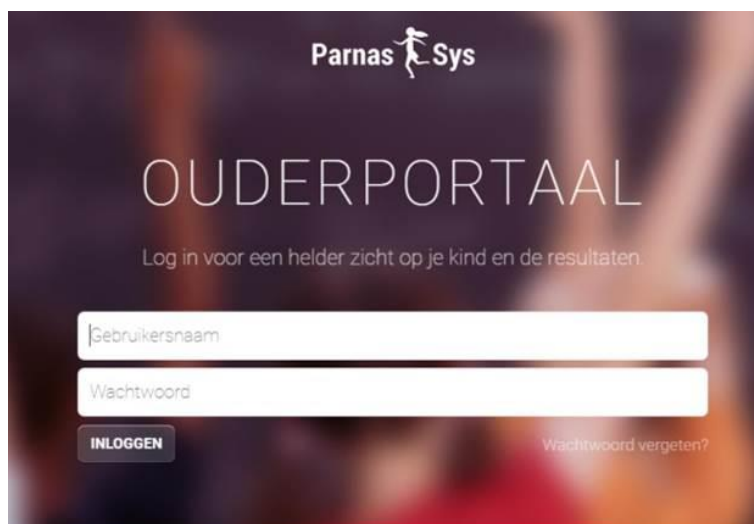 Parnas Sys
OUDERPORTAAL
Log in voor een helder zicht op je kind en de resultaten.
Gebruikersnaam
Wachtwoord
INLOGGEN Wachtwoord vergeten?